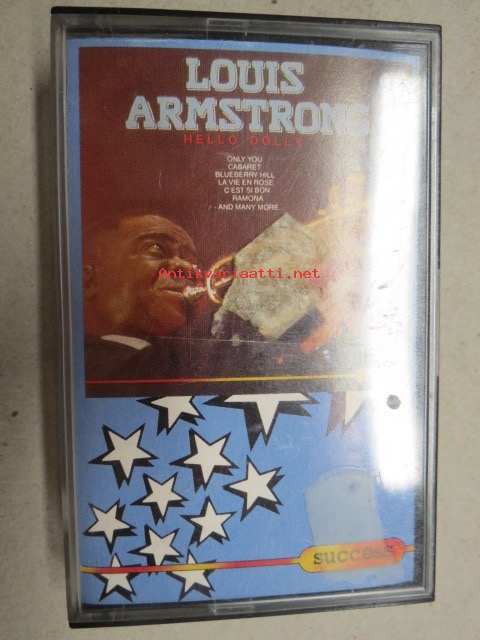 LOUIS
ARMSTRONG
HELLO DOLLY
ONLY YOU
CABARET
BLUEBERRY HILL
LA VIE EN ROSE
C'EST SI BON
RAMONA
- AND MANY MORE
Antikvariaatti.net
success